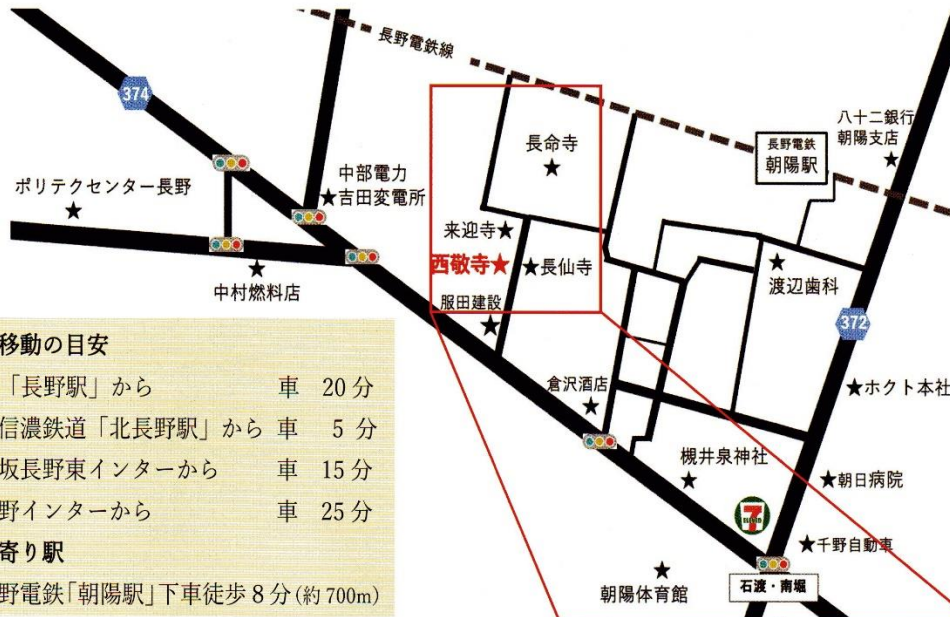 長野電鉄線
374
八十二銀行
朝陽支店
長命寺
長野電鉄
朝陽駅
中部電力
吉田変電所
ポリテクセンター長野
来迎寺
西敬寺
長仙寺
渡辺歯科
中村燃料店
服田建設
372
移動の目安
「長野駅」から 車 20分
信濃鉄道「北長野駅」から 車 5分
坂長野東インターから 車 15分
野インターから 車 25分
寄り駅
野電鉄「朝陽駅」下車徒歩8分(約700m)
倉沢酒店
ホクト本社
槻井泉神社
朝日病院
7
ELEVEN
千野自動車
石渡・南堀
朝陽体育館